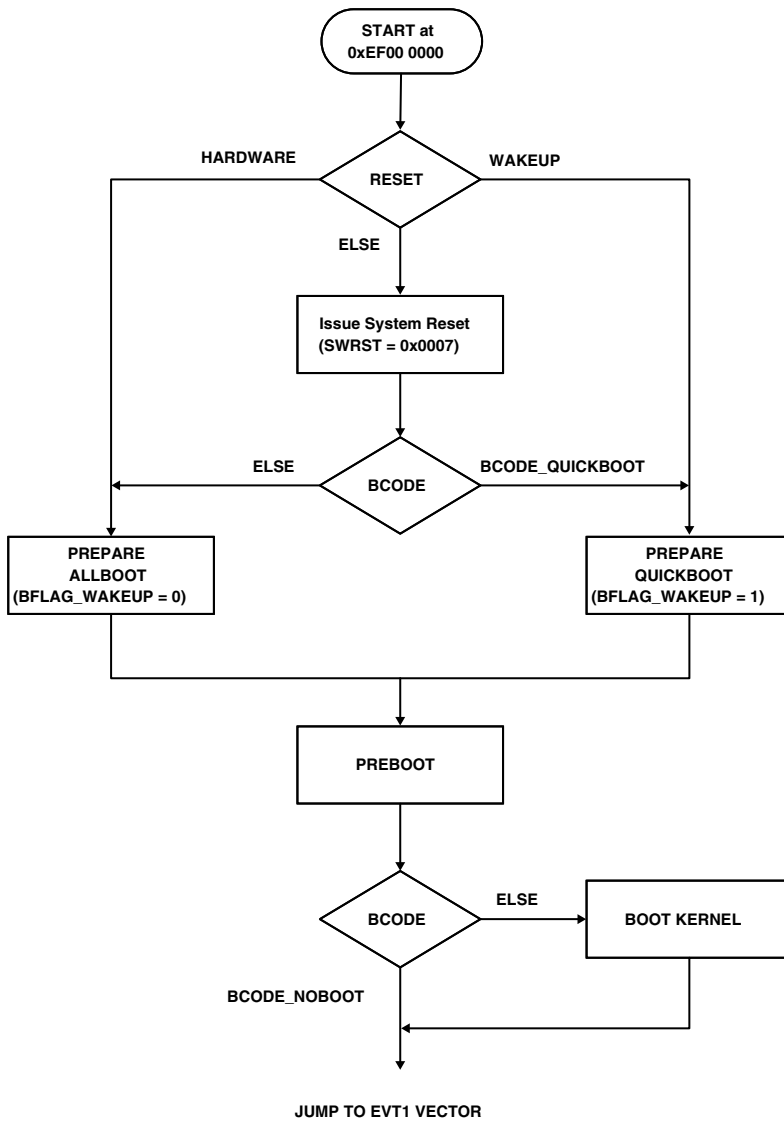 START at
0xEF00 0000
HARDWARE
WAKEUP
RESET
ELSE
Issue System Reset
(SWRST = 0x0007)
ELSE
BCODE_QUICKBOOT
BCODE
PREPARE
ALLBOOT
(BFLAG_WAKEUP = 0)
PREPARE
QUICKBOOT
(BFLAG_WAKEUP = 1)
PREBOOT
BCODE
ELSE
BOOT KERNEL
BCODE_NOBOOT
JUMP TO EVT1 VECTOR